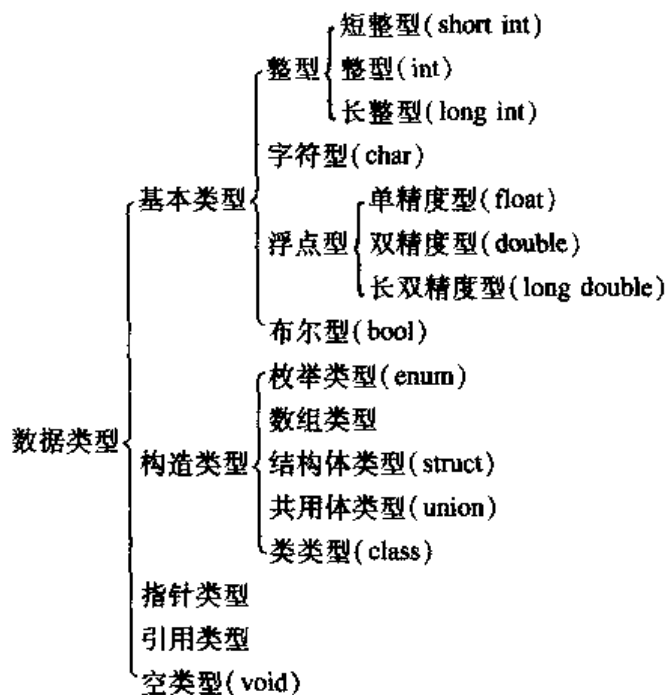 短整型(short int)
整型
整型(int)
长整型(long int)
字符型(char)
基本类型
单精度型(float)
浮点型
双精度型(double)
长双精度型(long double)
布尔型(bool)
枚举类型(enum)
数组类型
数据类型
构造类型
结构体类型(struct)
共用体类型(union)
类类型(class)
指针类型
引用类型
空类型(void)